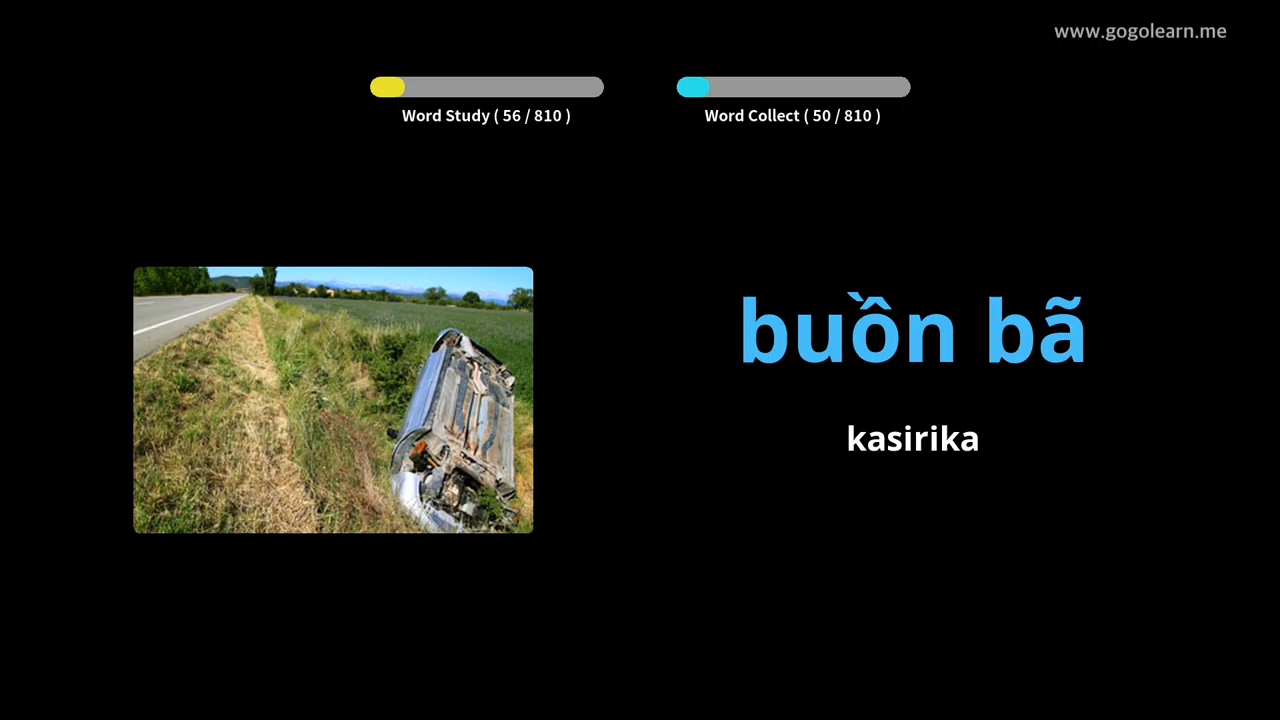 www.gogolearn.me
Word Study ( 56 / 810 )
Word Collect ( 50 / 810 )
buồn bã
kasirika